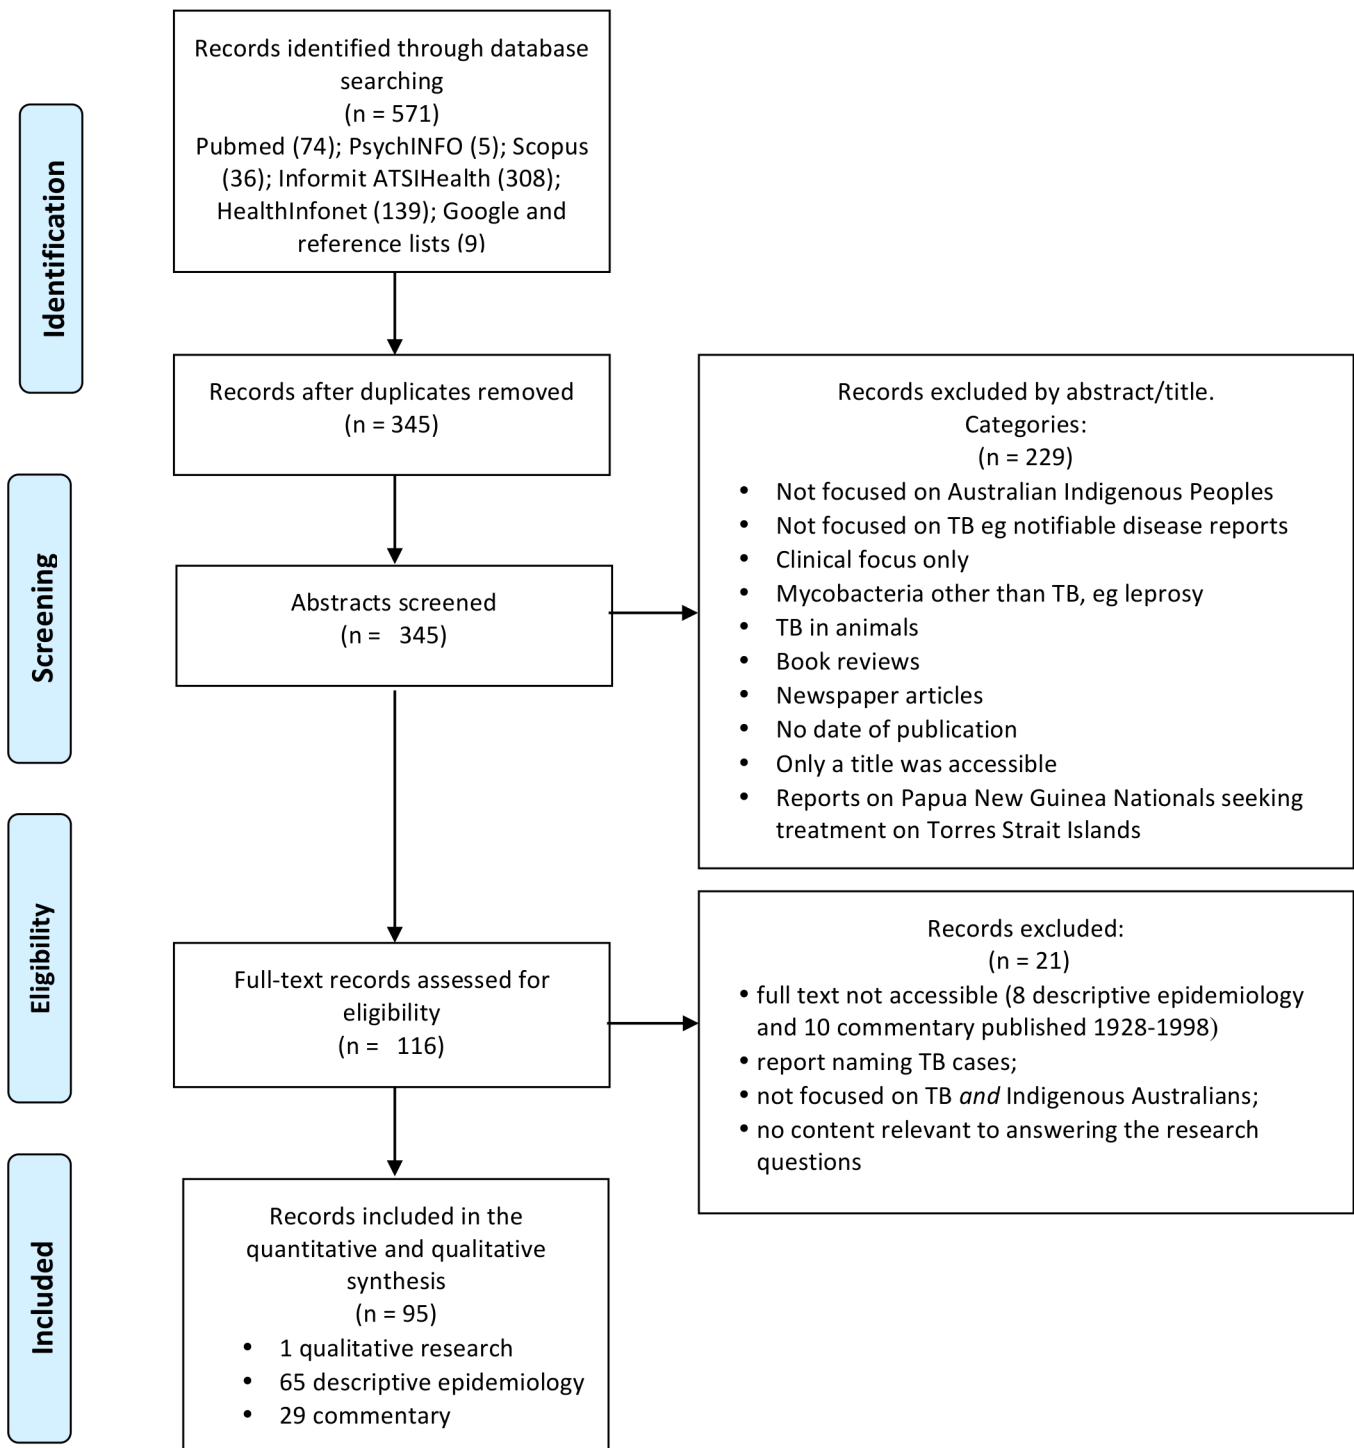 Identification
Records identified through database
searching
(n = 571)
Pubmed (74); PsychINFO (5); Scopus
(36); Informit ATSIHealth (308);
HealthInfonet (139); Google and
reference lists (9)
Records after duplicates removed
(n = 345)
Screening
Abstracts screened
(n =   345)
Records excluded by abstract/title.
Categories:
(n = 229)
• Not focused on Australian Indigenous Peoples
• Not focused on TB eg notifiable disease reports
• Clinical focus only
• Mycobacteria other than TB, eg leprosy
• TB in animals
• Book reviews
• Newspaper articles
• No date of publication
• Only a title was accessible
• Reports on Papua New Guinea Nationals seeking
treatment on Torres Strait Islands
Eligibility
Full-text records assessed for
eligibility
(n =   116)
Records excluded:
(n = 21)
• full text not accessible (8 descriptive epidemiology
and 10 commentary published 1928-1998)
• report naming TB cases;
• not focused on TB and Indigenous Australians;
• no content relevant to answering the research
questions
Included
Records included in the
quantitative and qualitative
synthesis
(n = 95)
• 1 qualitative research
• 65 descriptive epidemiology
• 29 commentary